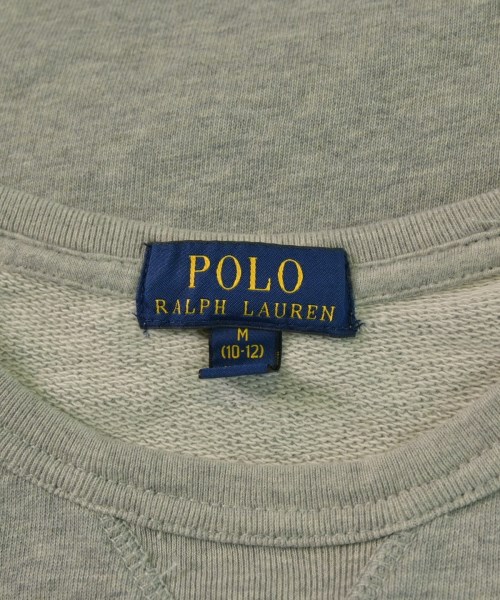 POLO
RALPH LAUREN
M
(10-12)